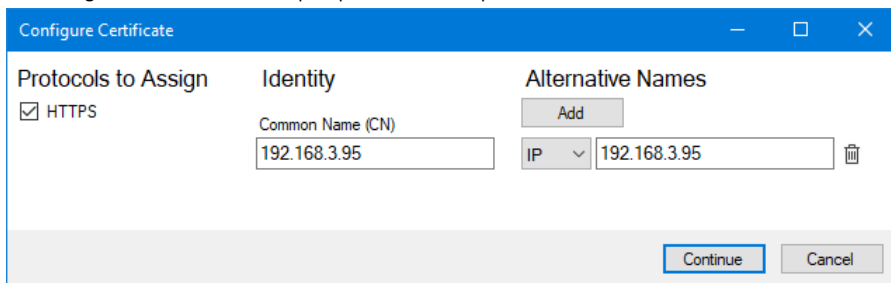 Configure Certificate
Protocols to Assign
HTTPS
Identity
Common Name (CN)
192.168.3.95
Alternative Names
Add
IP 192.168.3.95
Continue Cancel